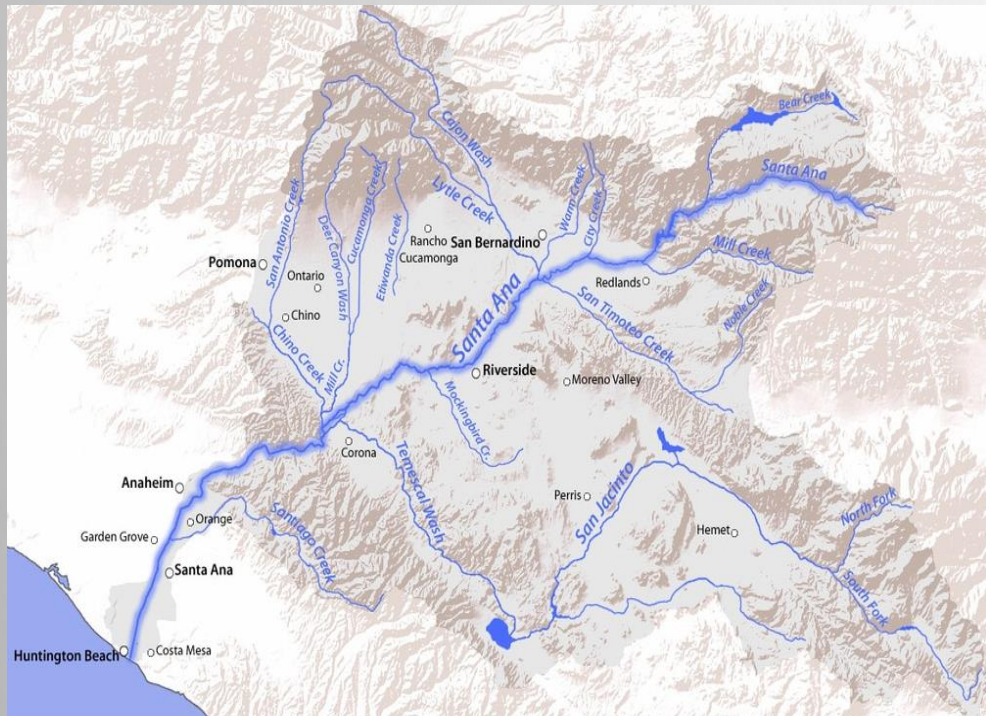 Bear Creek
Cajon Wash
Santa Ana
Lytle Creek
Warm Creek
City Creek
San Antonio Creek
Deer Canyon Wash
Cucamonga Creek
Etiwanda Creek
Rancho
Cucamonga
San Bernardino
Mill Creek
Pomona
Ontario
Redlands
Chino
San Timoteo Creek
Noble Creek
Santa Ana
Chino Creek
Mill Cr.
Riverside
Moreno Valley
Mockingbird Cr.
Corona
Temescal Wash
Anaheim
San Jacinto
Perris
North Fork
Orange
Garden Grove
Santiago Creek
Hemet
Santa Ana
South Fork
Huntington Beach
Costa Mesa